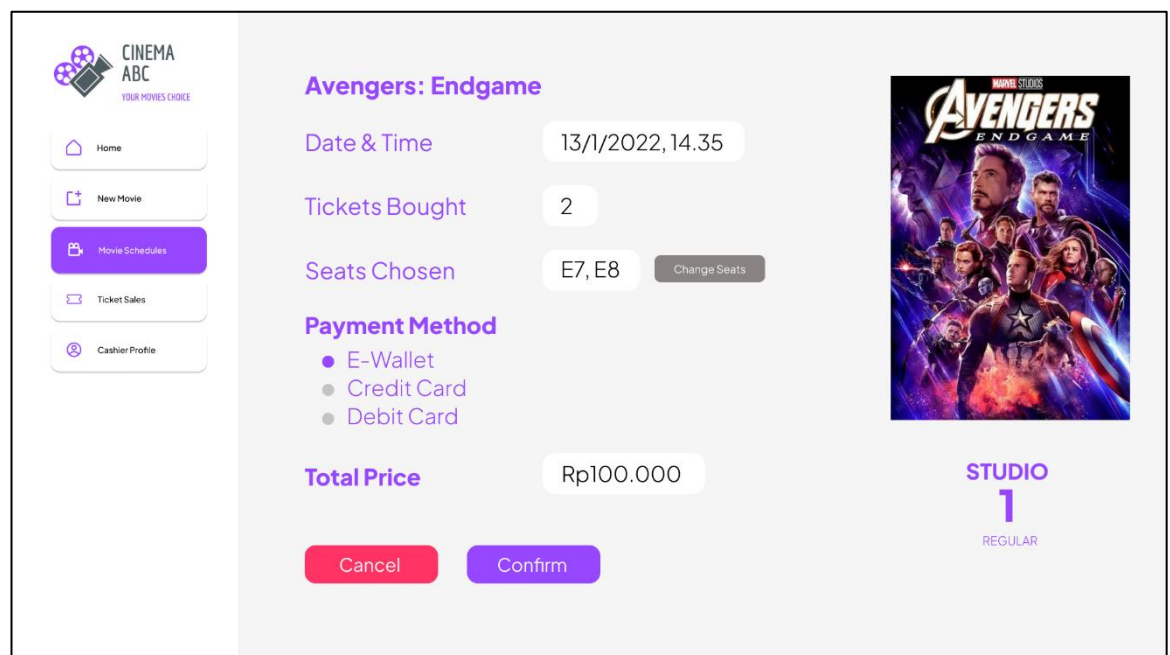 CINEMA
ABC
YOUR MOVIES CHOICE
Home
New Movie
Movie Schedules
Ticket Sales
Cashier Profile
Avengers: Endgame
Date & Time 13/1/2022, 14.35
Tickets Bought 2
Seats Chosen E7, E8 Change Seats
Payment Method
E-Wallet
Credit Card
Debit Card
Total Price Rp100.000
Cancel Confirm
MARVEL STUDIOS
AVENGERS
ENDGAME
STUDIO
1
REGULAR